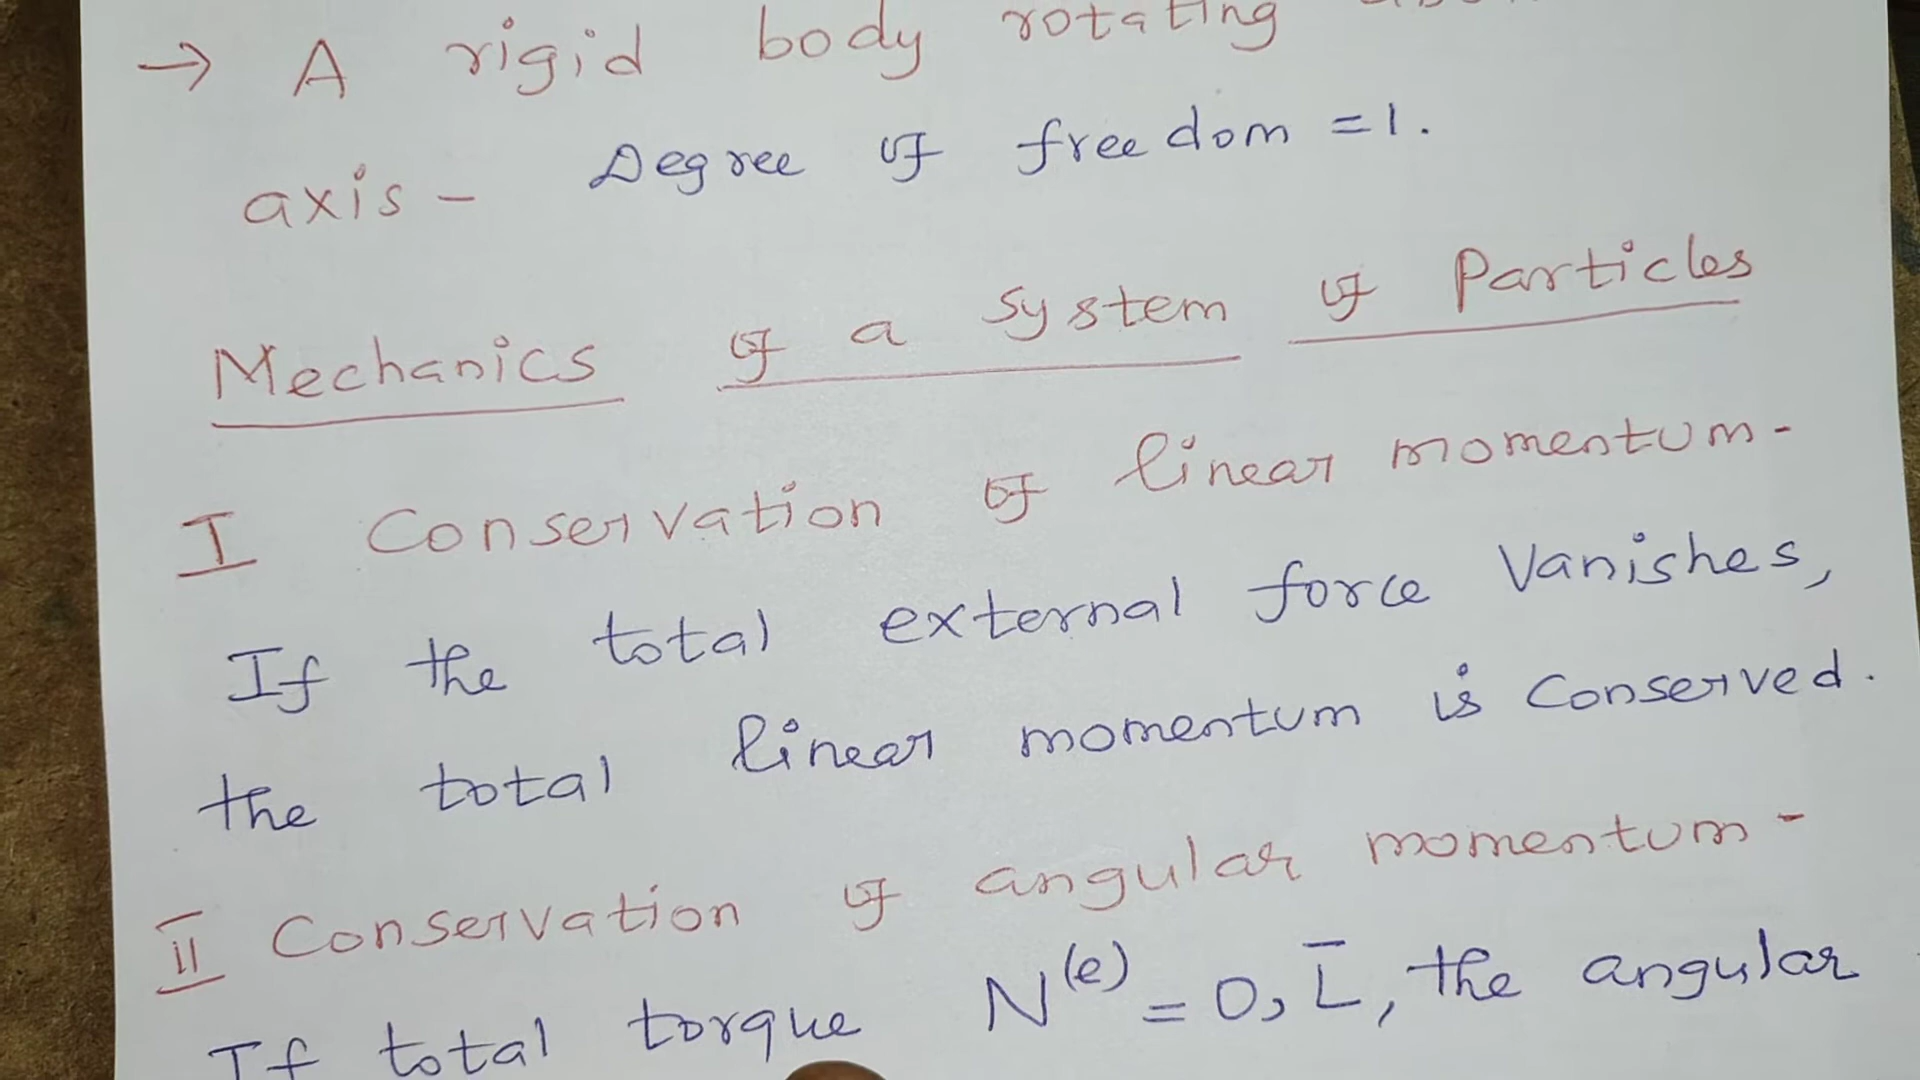 → A rigid body rotating
axis - Degree of freedom = 1.
Mechanics of a system of Particles
I Conservation of linear momentum -
If the total external force Vanishes,
the total linear momentum is Conserved.
II Conservation of angular momentum -
If total torque N^(e) = 0, L̅, the angular